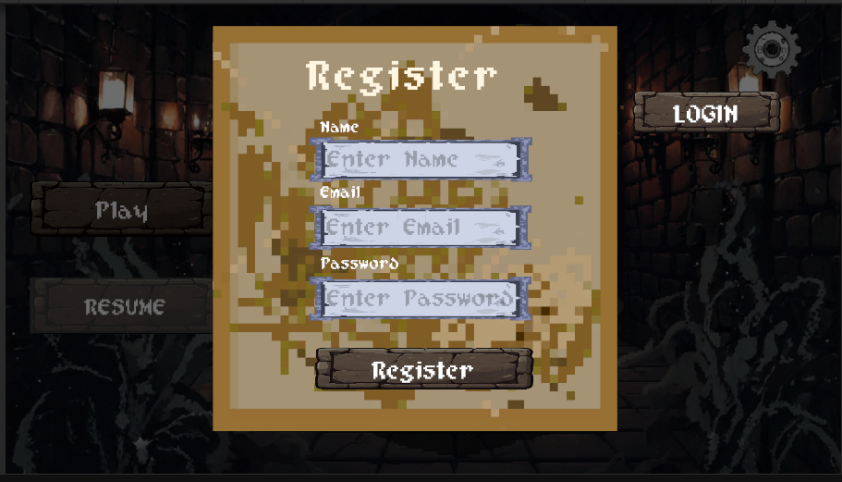 Register
LOGIN
Name
Enter Name
Email
Enter Email
Play
Password
Enter Password
RESUME
Register